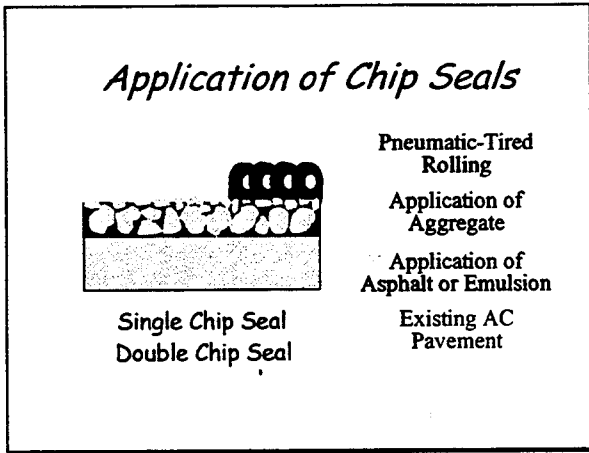 Application of Chip Seals
Pneumatic-Tired
Rolling
Application of
Aggregate
Application of
Asphalt or Emulsion
Existing AC
Pavement
Single Chip Seal
Double Chip Seal